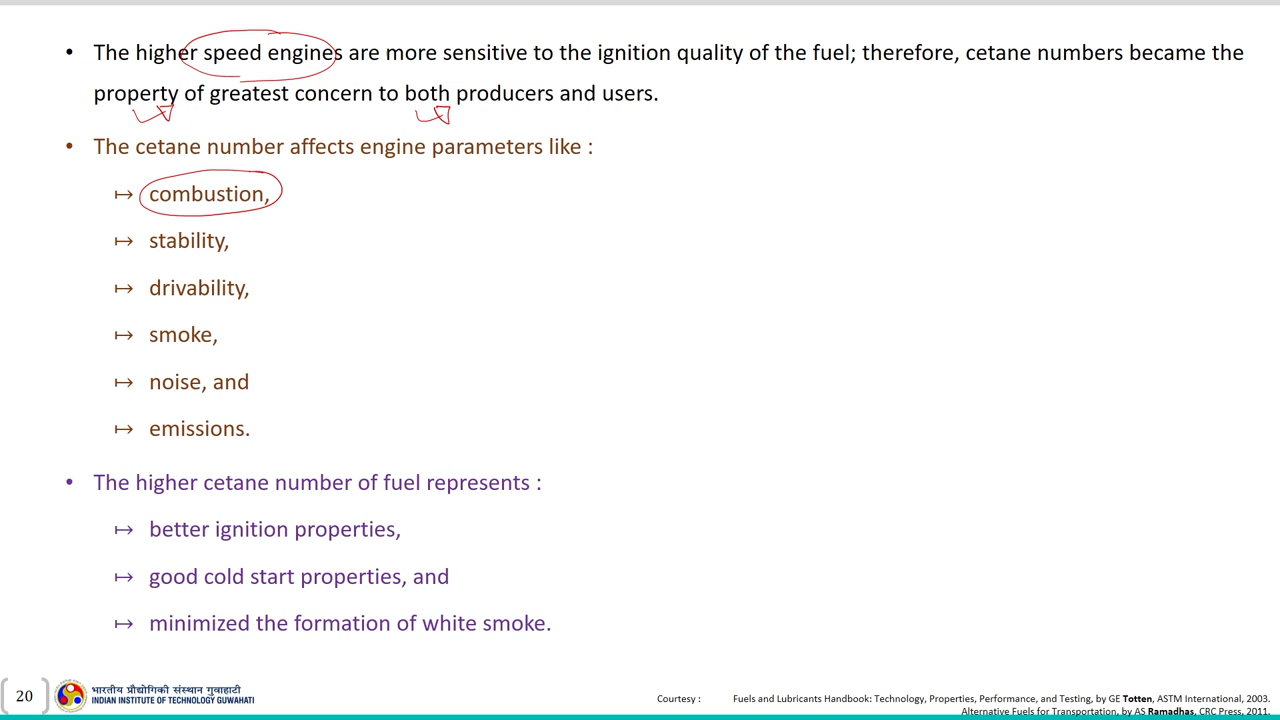 • The higher speed engines are more sensitive to the ignition quality of the fuel; therefore, cetane numbers became the
property of greatest concern to both producers and users.
• The cetane number affects engine parameters like :
↦ combustion,
↦ stability,
↦ drivability,
↦ smoke,
↦ noise, and
↦ emissions.
• The higher cetane number of fuel represents :
↦ better ignition properties,
↦ good cold start properties, and
↦ minimized the formation of white smoke.
20
भारतीय प्रौद्योगिकी संस्थान गुवाहाटी
INDIAN INSTITUTE OF TECHNOLOGY GUWAHATI
Courtesy : Fuels and Lubricants Handbook: Technology, Properties, Performance, and Testing, by GE Totten, ASTM International, 2003.
Alternative Fuels for Transportation, by AS Ramadhas, CRC Press, 2011.